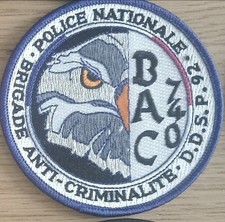 POLICE NATIONALE · D.D.S.P. 92 ·
BRIGADE ANTI-CRIMINALITÉ
BAC
740